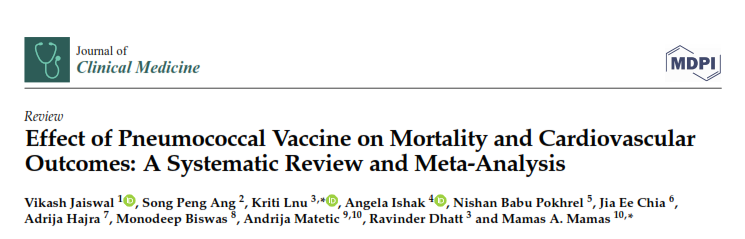 Journal of
Clinical Medicine
MDPI
Review
Effect of Pneumococcal Vaccine on Mortality and Cardiovascular
Outcomes: A Systematic Review and Meta-Analysis
Vikash Jaiswal 1 iD, Song Peng Ang 2, Kriti Lnu 3,* iD, Angela Ishak 4 iD, Nishan Babu Pokhrel 5, Jia Ee Chia 6,
Adrija Hajra 7, Monodeep Biswas 8, Andrija Matetic 9,10, Ravinder Dhatt 3 and Mamas A. Mamas 10,*